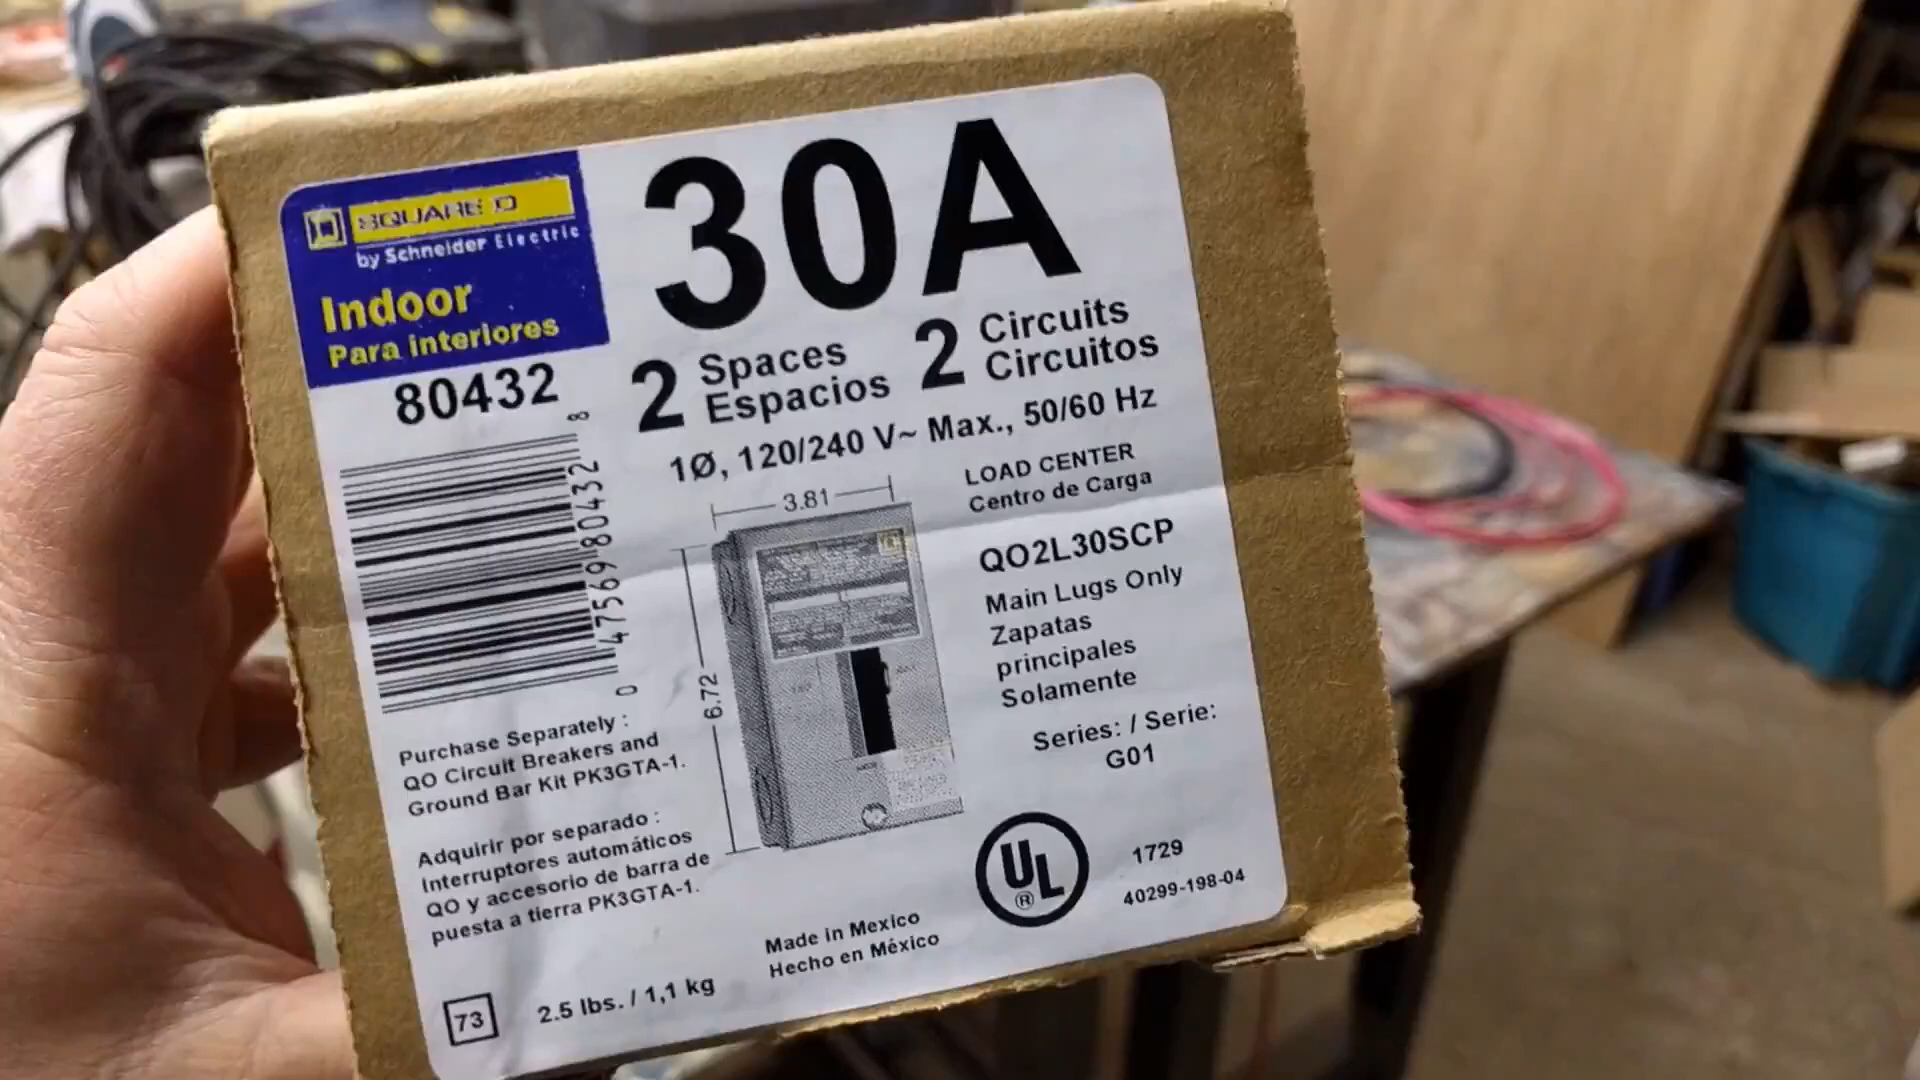 SQUARE D
by Schneider Electric
Indoor
Para interiores
80432
30A
2 Spaces 2 Circuits
Espacios Circuitos
1Ø, 120/240 V~ Max., 50/60 Hz
LOAD CENTER
Centro de Carga
QO2L30SCP
Main Lugs Only
Zapatas
principales
Solamente
Series: / Serie:
G01
3.81
6.72
0 47569 80432 8
Purchase Separately :
QO Circuit Breakers and
Ground Bar Kit PK3GTA-1.
Adquirir por separado :
Interruptores automáticos
QO y accesorio de barra de
puesta a tierra PK3GTA-1.
UL
®
1729
40299-198-04
Made in Mexico
Hecho en México
73
2.5 lbs. / 1,1 kg